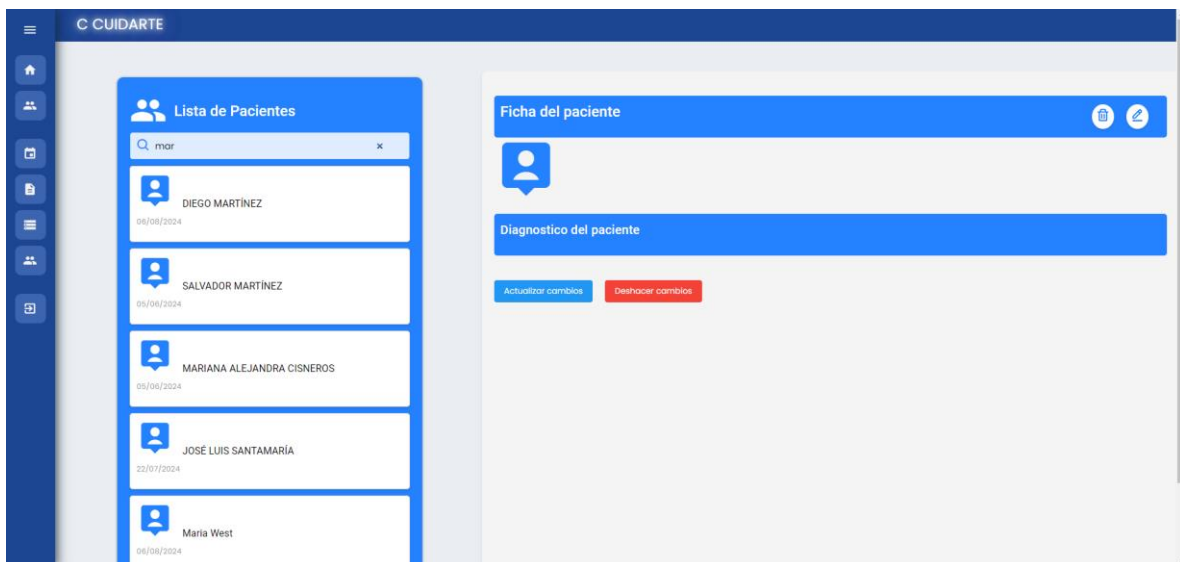 C CUIDARTE
Lista de Pacientes
mar
DIEGO MARTÍNEZ
06/08/2024
SALVADOR MARTÍNEZ
05/06/2024
MARIANA ALEJANDRA CISNEROS
05/06/2024
JOSÉ LUIS SANTAMARÍA
22/07/2024
Maria West
06/08/2024
Ficha del paciente
Diagnostico del paciente
Actualizar cambios
Deshacer cambios